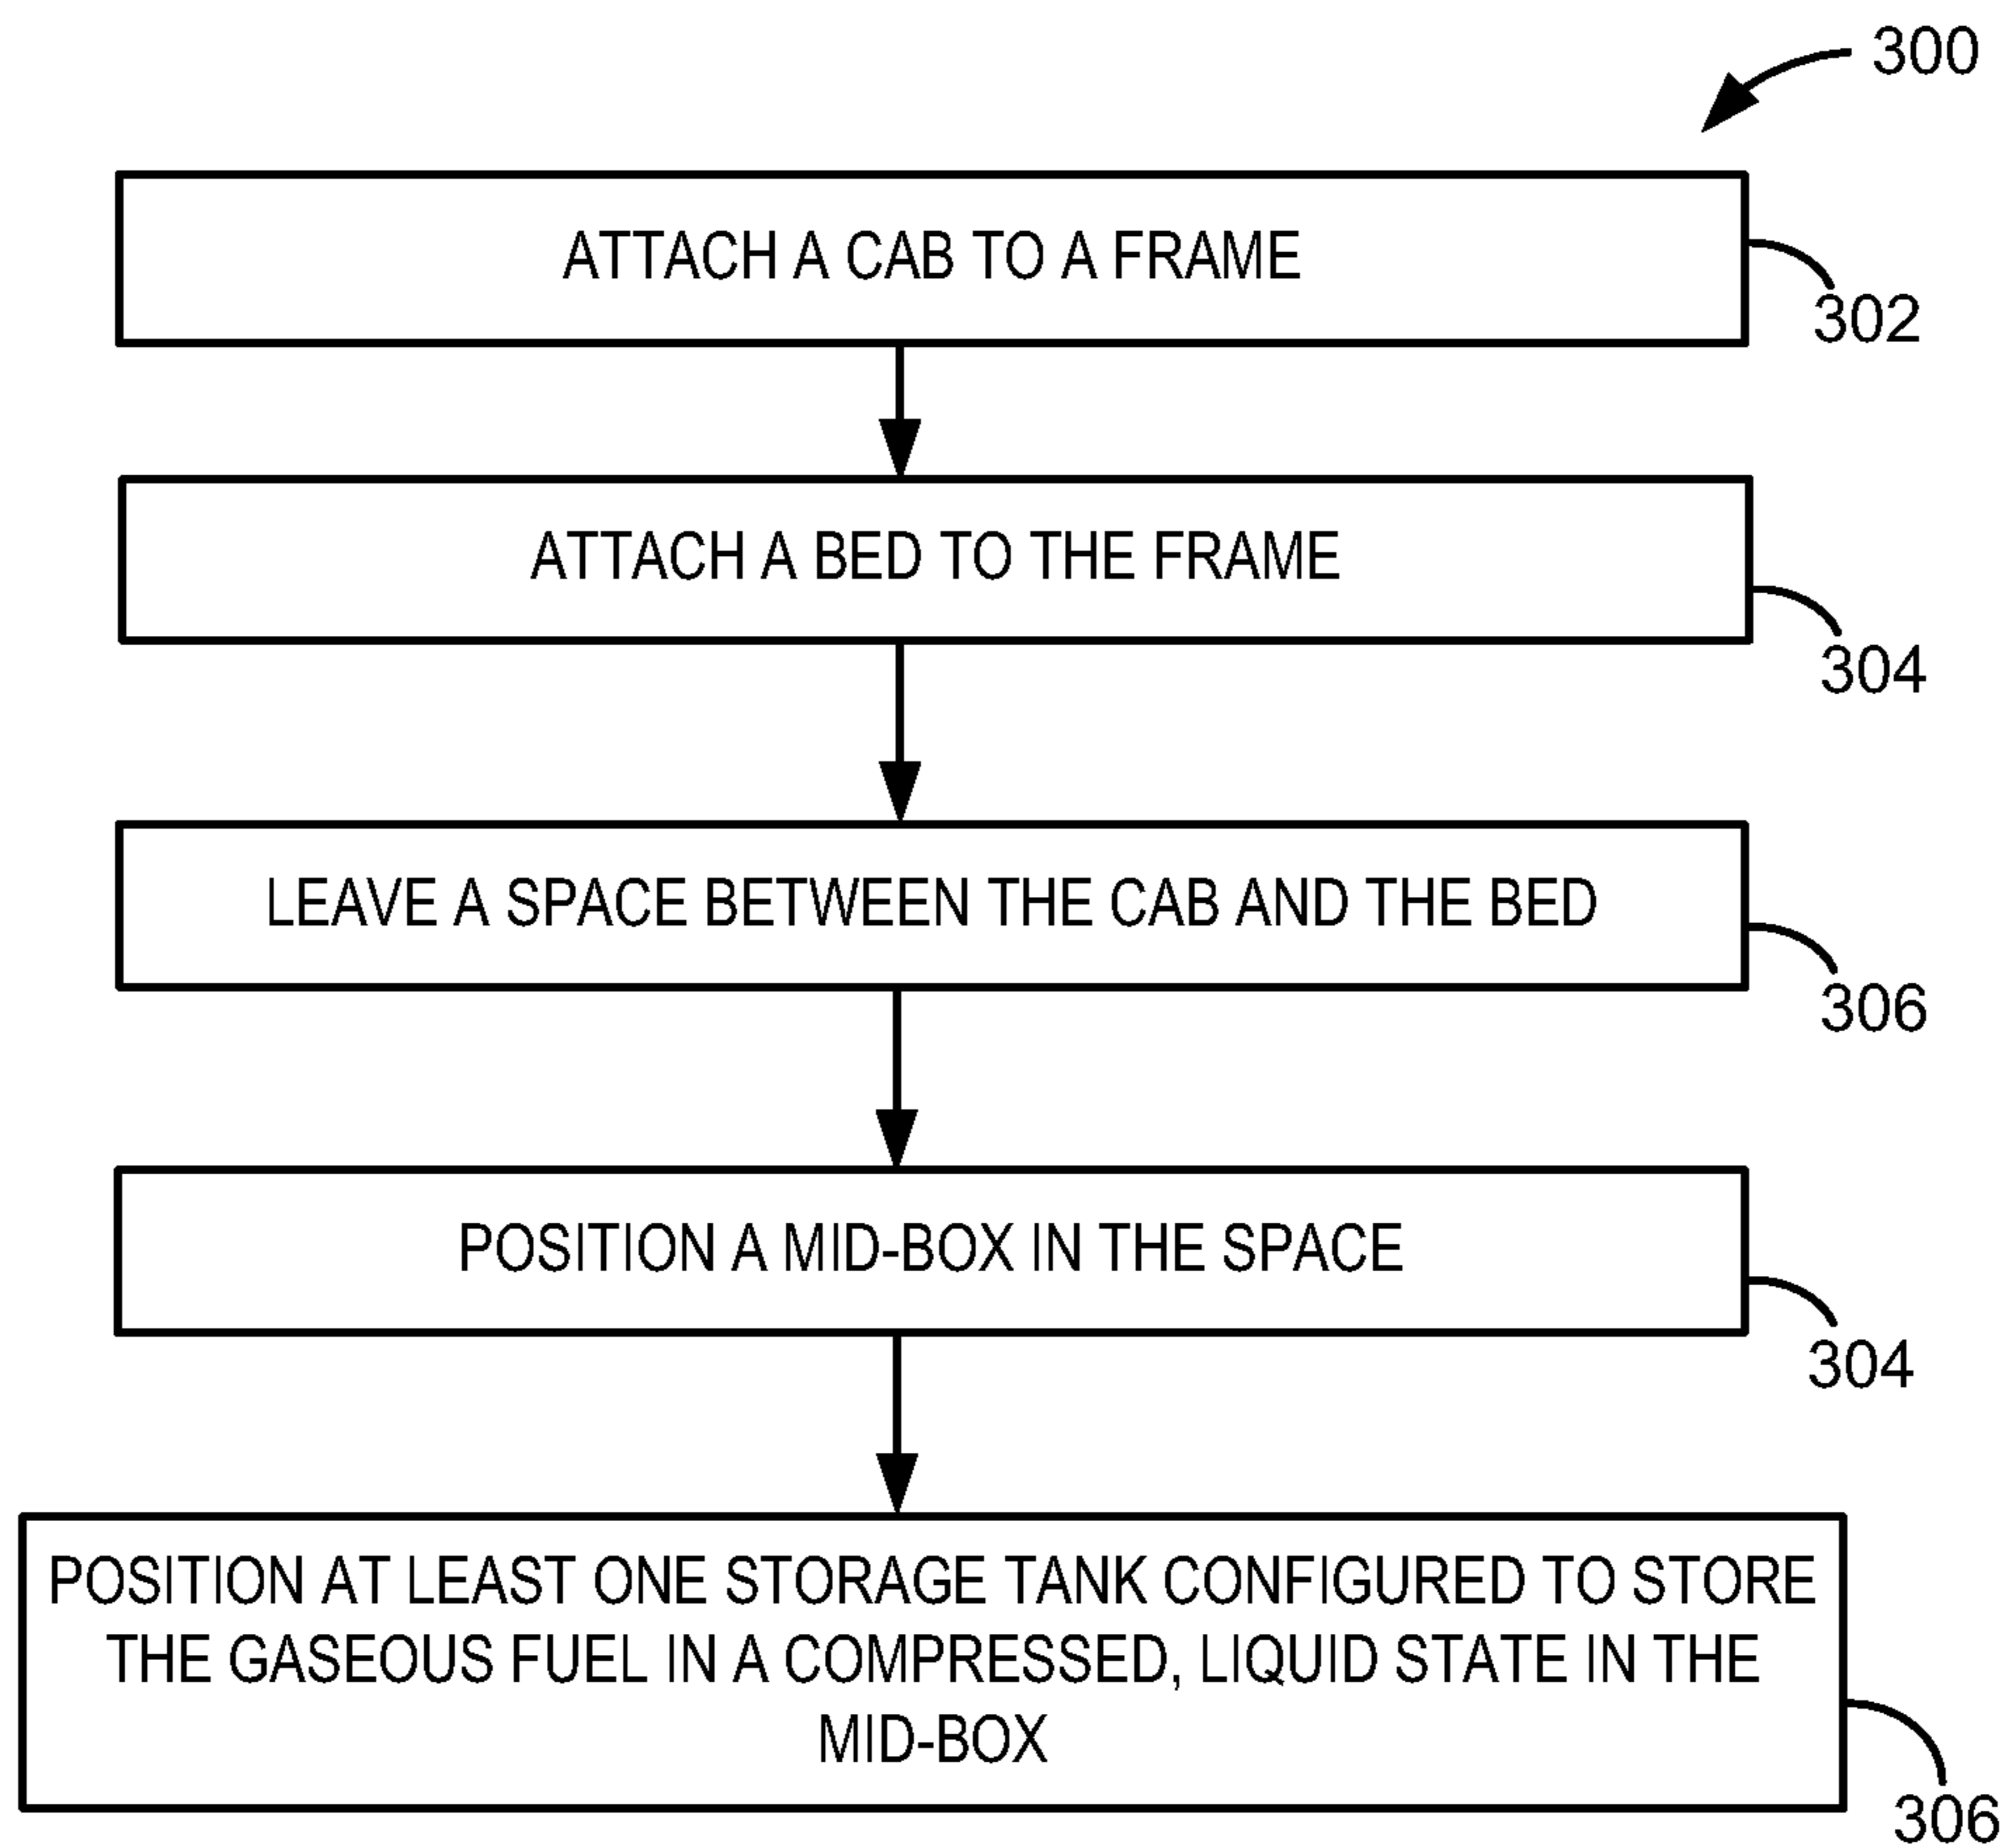 300
ATTACH A CAB TO A FRAME
302
ATTACH A BED TO THE FRAME
304
LEAVE A SPACE BETWEEN THE CAB AND THE BED
306
POSITION A MID-BOX IN THE SPACE
304
POSITION AT LEAST ONE STORAGE TANK CONFIGURED TO STORE
THE GASEOUS FUEL IN A COMPRESSED, LIQUID STATE IN THE
MID-BOX
306